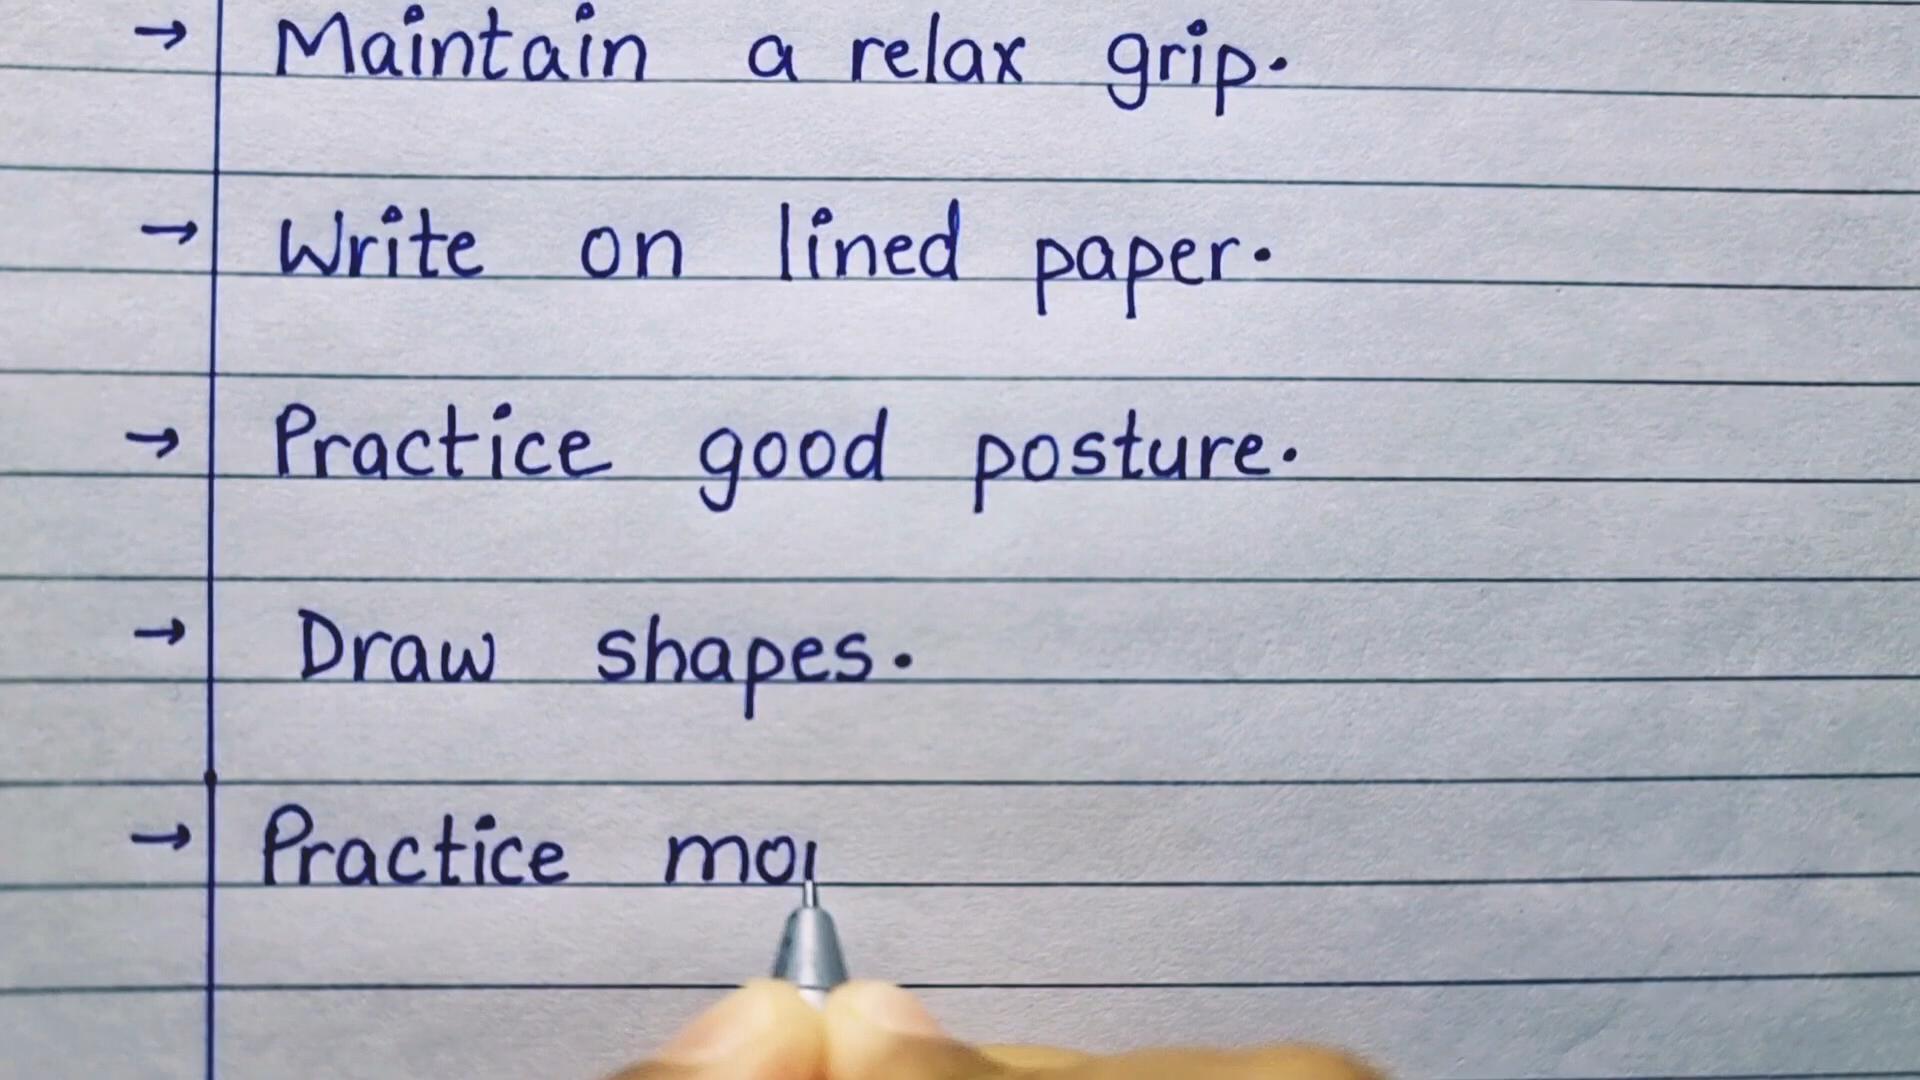 → Maintain a relax grip.
→ Write on lined paper.
→ Practice good posture.
→ Draw shapes.
→ Practice